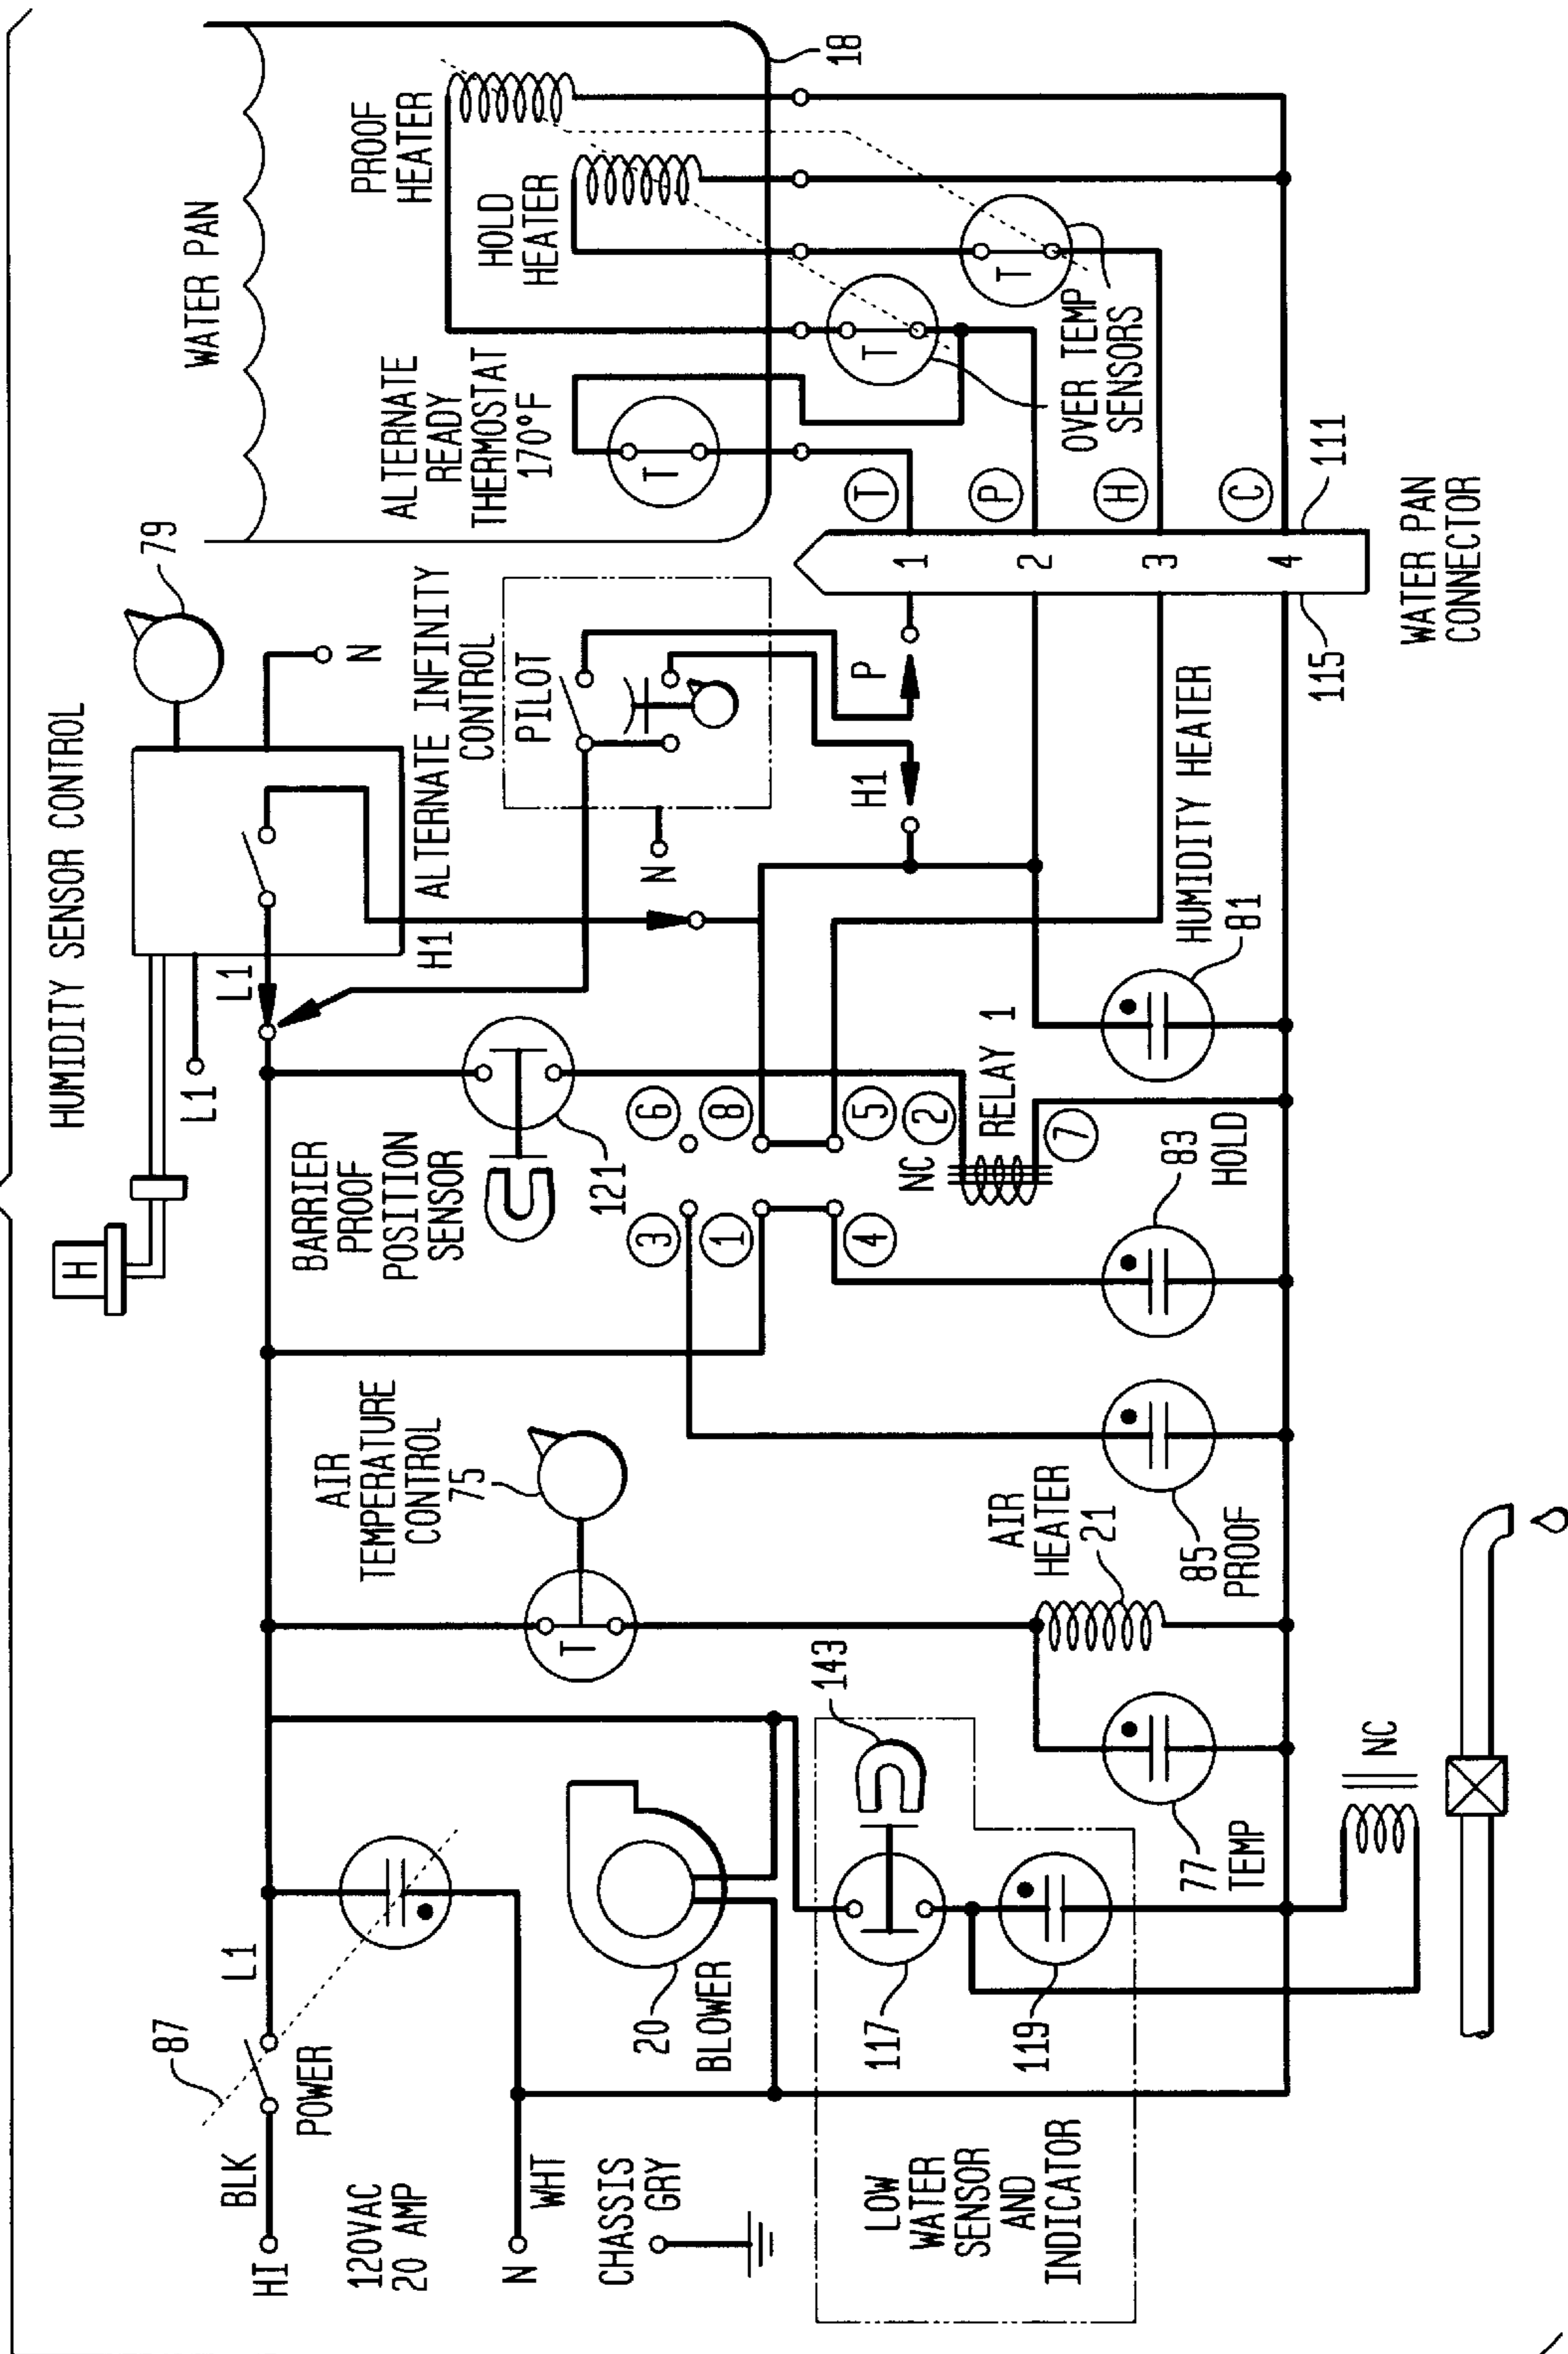 HUMIDITY SENSOR CONTROL
H
79
L1
L1
N
H1
87
BLK
POWER
L1
HI
120VAC
20 AMP
N
WHT
CHASSIS
GRY
20
BLOWER
AIR
TEMPERATURE
CONTROL
75
T
BARRIER
PROOF
POSITION
SENSOR
121
ALTERNATE INFINITY
CONTROL
PILOT
N
H1
P
WATER PAN
PROOF
HEATER
HOLD
HEATER
ALTERNATE
READY
THERMOSTAT
170°F
T
18
T
T
OVER TEMP
SENSORS
3
6
1
8
4
5
NC
2
RELAY 1
7
LOW
WATER
SENSOR
AND
INDICATOR
117
143
119
77
TEMP
AIR
HEATER
21
85
PROOF
83
HOLD
HUMIDITY HEATER
81
1
2
3
4
T
P
H
C
115
111
WATER PAN
CONNECTOR
NC